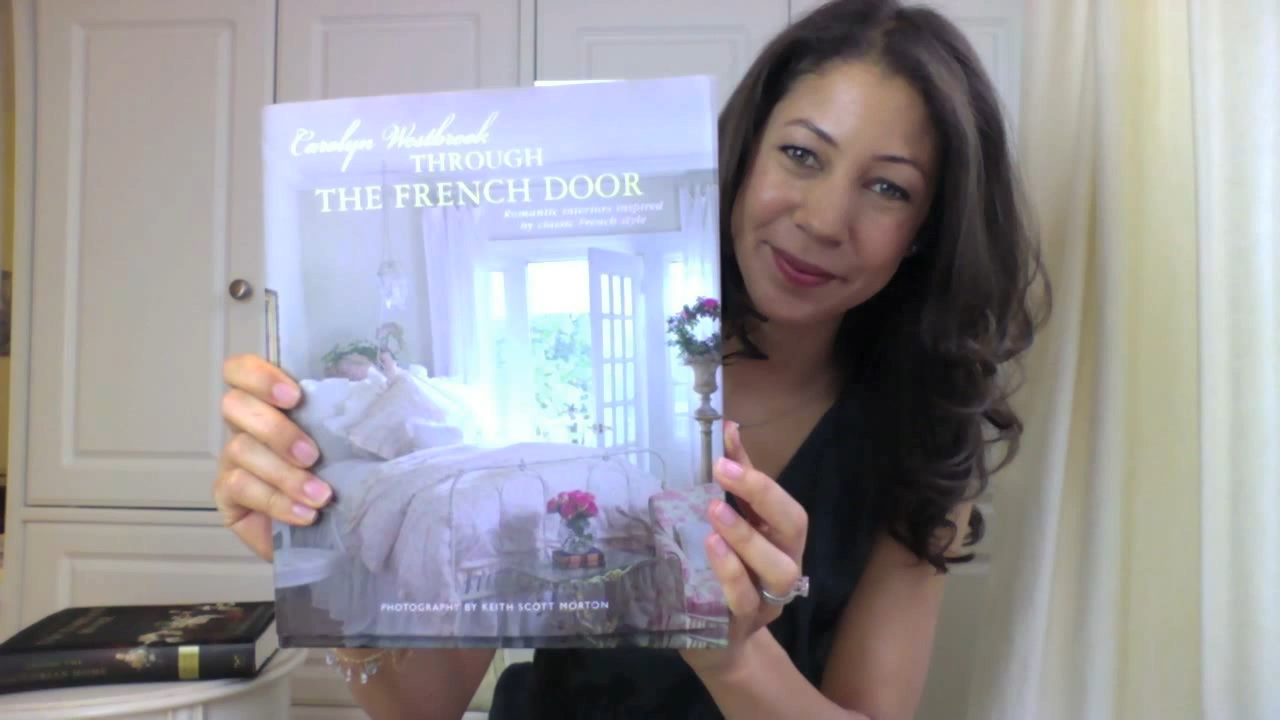 Carolyn Westbrook
THROUGH
THE FRENCH DOOR
Romantic interiors inspired
by classic French style
PHOTOGRAPHY BY KEITH SCOTT MORTON